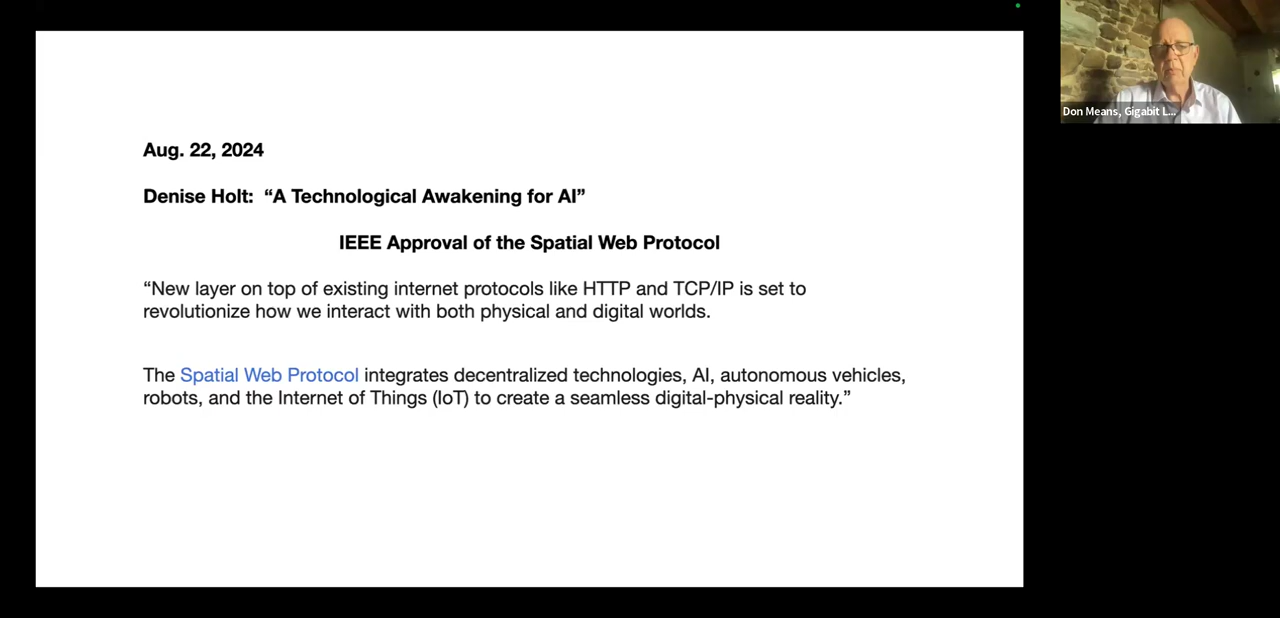 Aug. 22, 2024
Denise Holt: “A Technological Awakening for AI”
IEEE Approval of the Spatial Web Protocol
“New layer on top of existing internet protocols like HTTP and TCP/IP is set to
revolutionize how we interact with both physical and digital worlds.
The Spatial Web Protocol integrates decentralized technologies, AI, autonomous vehicles,
robots, and the Internet of Things (IoT) to create a seamless digital-physical reality.”
Don Means, Gigabit L...